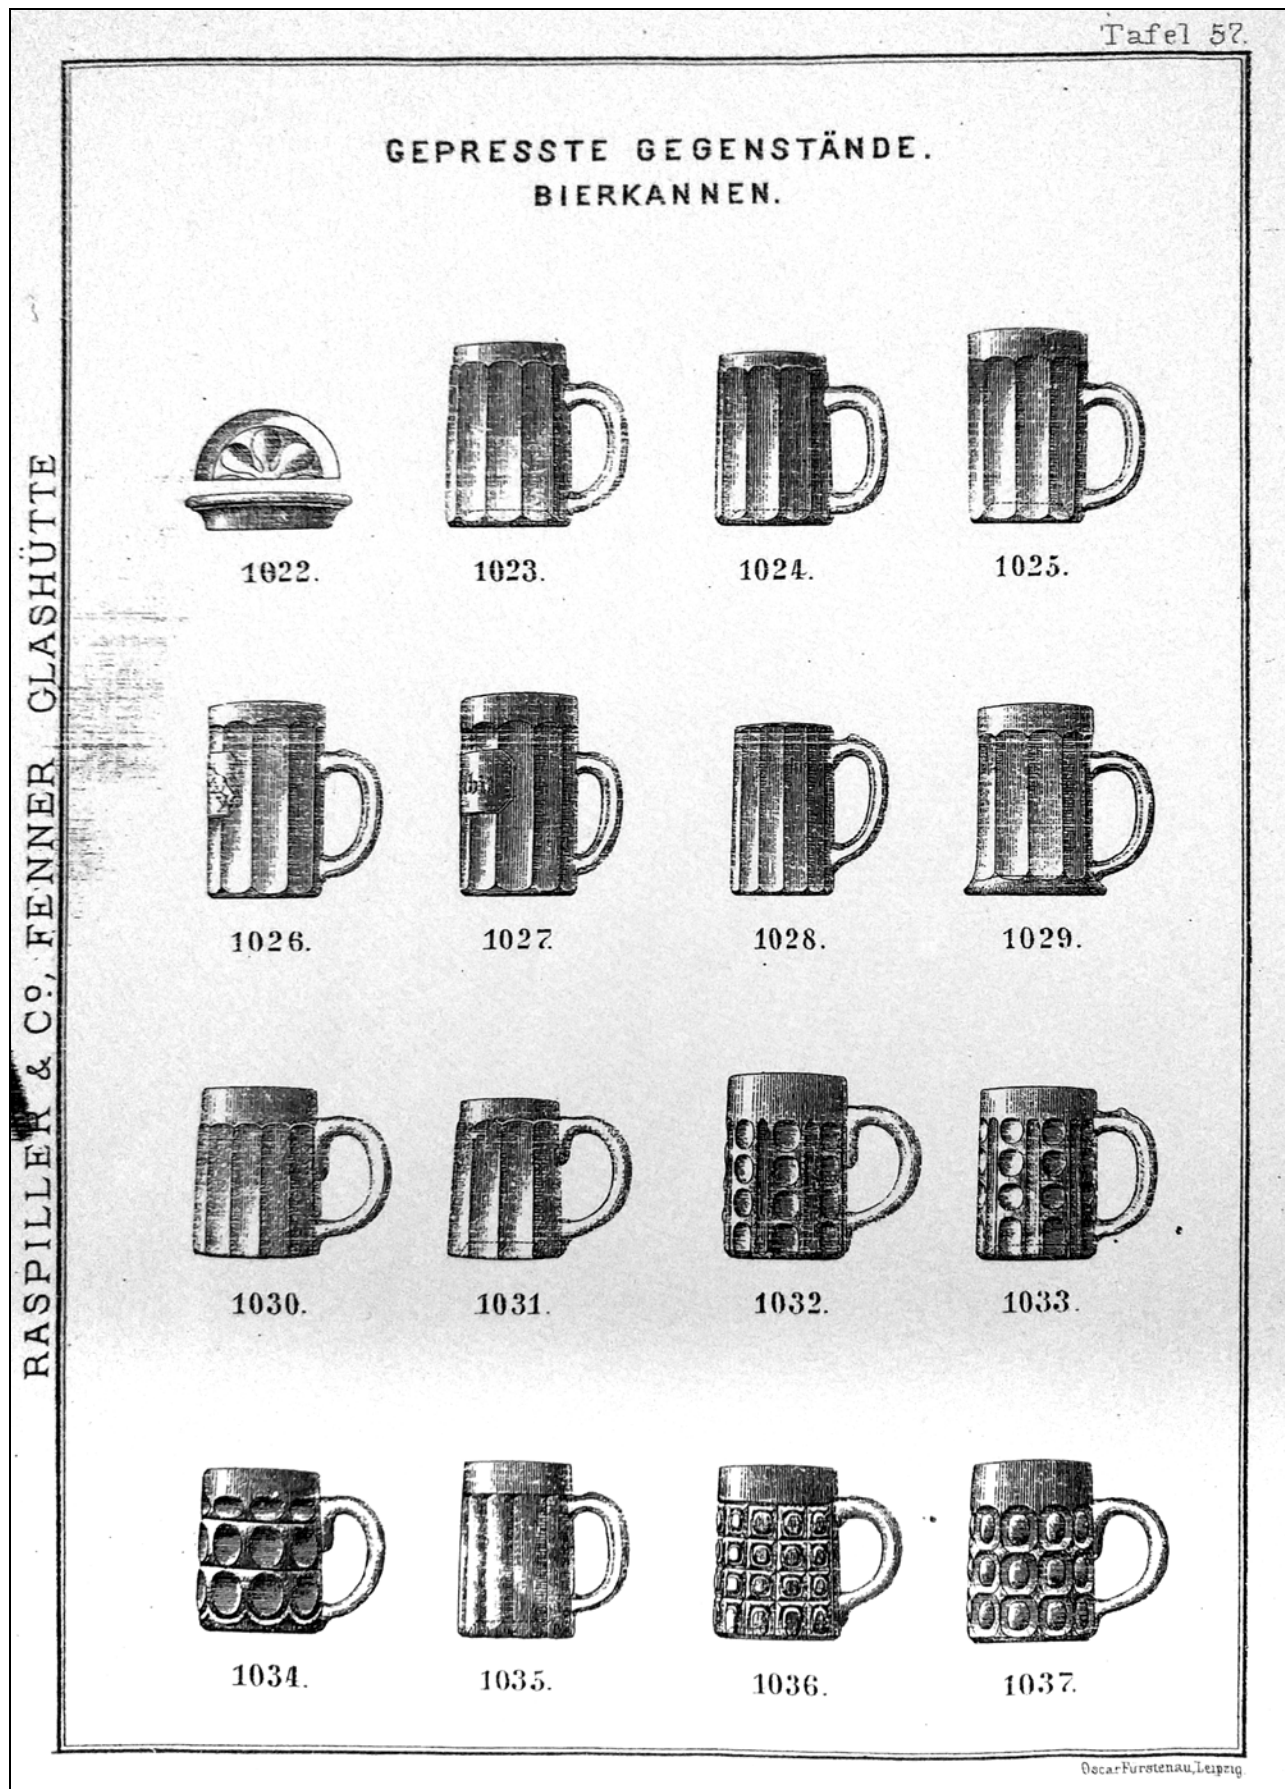 Tafel 57.
GEPRESSTE GEGENSTÄNDE.
BIERKANNEN.
RASPILLER & Cº, FENNER GLASHÜTTE
1022. 1023. 1024. 1025.
1026. 1027. 1028. 1029.
1030. 1031. 1032. 1033.
1034. 1035. 1036. 1037.
Oscar Fürstenau, Leipzig.